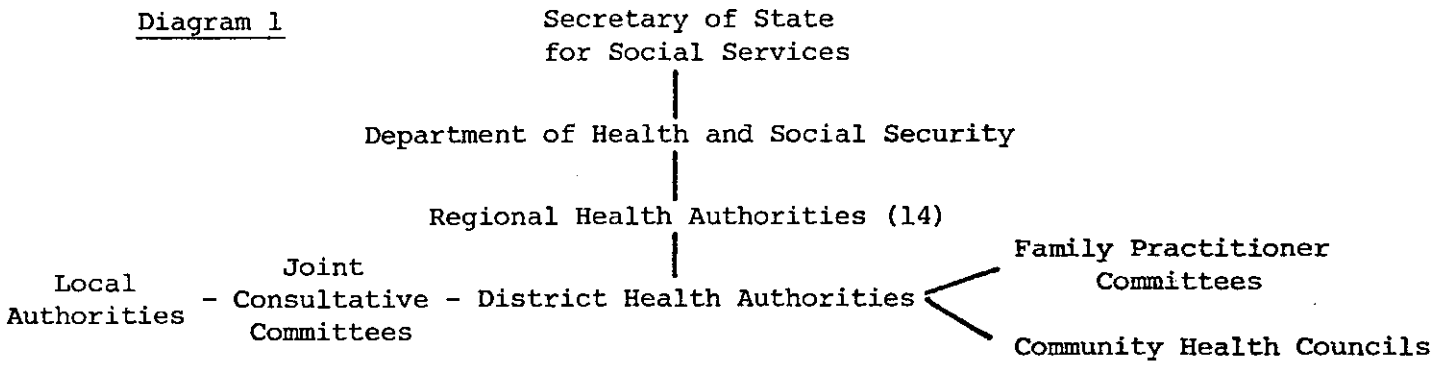 Diagram 1
Secretary of State
for Social Services
Department of Health and Social Security
Regional Health Authorities (14)
Local
Authorities
- Joint
Consultative -
Committees
District Health Authorities
Family Practitioner
Committees
Community Health Councils